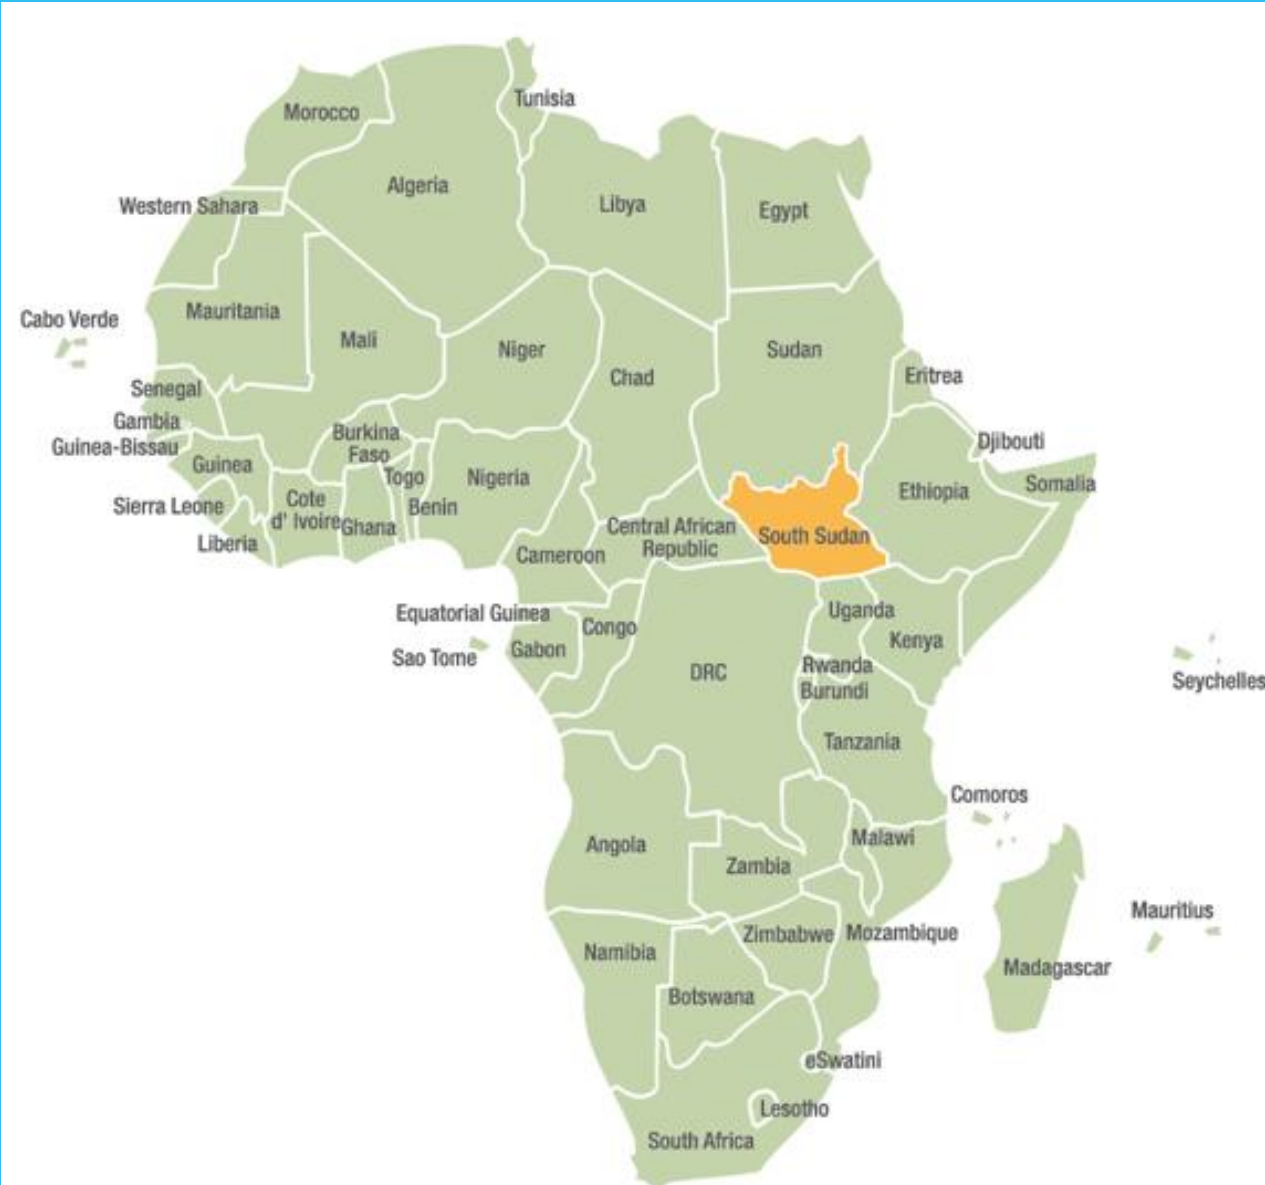 Tunisia
Morocco
Algeria
Libya
Egypt
Western Sahara
Mauritania
Cabo Verde
Mali
Niger
Sudan
Chad
Eritrea
Senegal
Gambia
Guinea-Bissau
Burkina
Faso
Djibouti
Guinea
Togo
Nigeria
Ethiopia
Somalia
Sierra Leone
Cote
d' Ivoire
Ghana
Benin
Liberia
Central African
Republic
South Sudan
Cameroon
Equatorial Guinea
Congo
Uganda
Kenya
Sao Tome
Gabon
DRC
Rwanda
Burundi
Seychelles
Tanzania
Comoros
Angola
Malawi
Zambia
Mauritius
Namibia
Zimbabwe
Mozambique
Madagascar
Botswana
eSwatini
Lesotho
South Africa